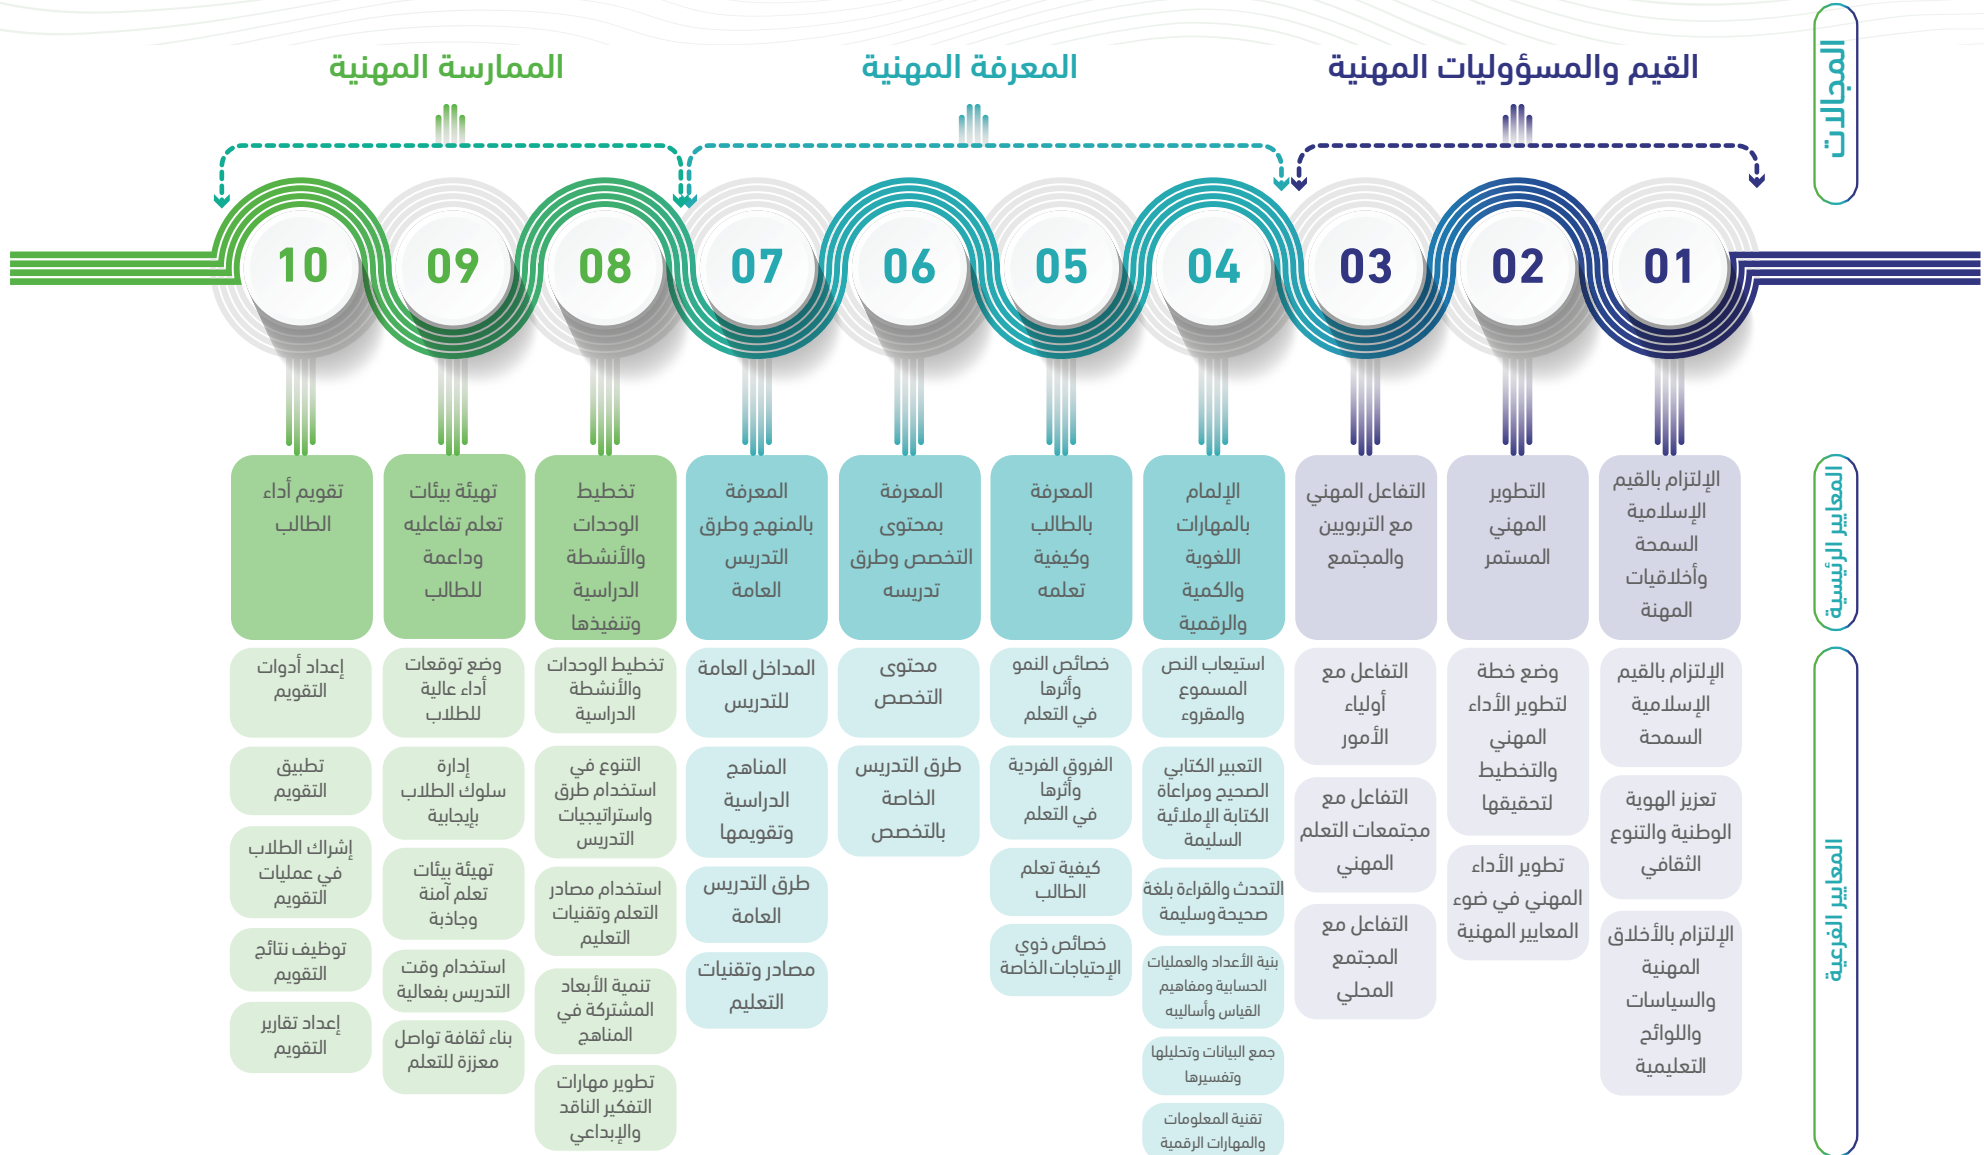 المجالات
القيم والمسؤوليات المهنية
المعرفة المهنية
الممارسة المهنية
01
02
03
04
05
06
07
08
09
10
المعايير الرئيسية
الإلتزام بالقيم
الإسلامية
السمحة
وأخلاقيات
المهنة
التطوير
المهني
المستمر
التفاعل المهني
مع التربويين
والمجتمع
الإلمام
بالمهارات
اللغوية
والكمية
والرقمية
المعرفة
بالطالب
وكيفية
تعلمه
المعرفة
بمحتوى
التخصص وطرق
تدريسه
المعرفة
بالمنهج وطرق
التدريس
العامة
تخطيط
الوحدات
والأنشطة
الدراسية
وتنفيذها
تهيئة بيئات
تعلم تفاعليه
وداعمة
للطالب
تقويم أداء
الطالب
المعايير الفرعية
الإلتزام بالقيم
الإسلامية
السمحة
تعزيز الهوية
الوطنية والتنوع
الثقافي
الإلتزام بالأخلاق
المهنية
والسياسات
واللوائح
التعليمية
وضع خطة
لتطوير الأداء
المهني
والتخطيط
لتحقيقها
تطوير الأداء
المهني في ضوء
المعايير المهنية
التفاعل مع
أولياء
الأمور
التفاعل مع
مجتمعات التعلم
المهني
التفاعل مع
المجتمع
المحلي
استيعاب النص
المسموع
والمقروء
التعبير الكتابي
الصحيح ومراعاة
الكتابة الإملائية
السليمة
التحدث والقراءة بلغة
صحيحة وسليمة
بنية الأعداد والعمليات
الحسابية ومفاهيم
القياس وأساليبه
جمع البيانات وتحليلها
وتفسيرها
تقنية المعلومات
والمهارات الرقمية
خصائص النمو
وأثرها
في التعلم
الفروق الفردية
وأثرها
في التعلم
كيفية تعلم
الطالب
خصائص ذوي
الإحتياجات الخاصة
محتوى
التخصص
طرق التدريس
الخاصة
بالتخصص
المداخل العامة
للتدريس
المناهج
الدراسية
وتقويمها
طرق التدريس
العامة
مصادر وتقنيات
التعليم
تخطيط الوحدات
والأنشطة
الدراسية
التنوع في
استخدام طرق
واستراتيجيات
التدريس
استخدام مصادر
التعلم وتقنيات
التعليم
تنمية الأبعاد
المشتركة في
المناهج
تطوير مهارات
التفكير الناقد
والإبداعي
وضع توقعات
أداء عالية
للطلاب
إدارة
سلوك الطلاب
بإيجابية
تهيئة بيئات
تعلم آمنة
وجاذبة
استخدام وقت
التدريس بفعالية
بناء ثقافة تواصل
معززة للتعلم
إعداد أدوات
التقويم
تطبيق
التقويم
إشراك الطلاب
في عمليات
التقويم
توظيف نتائج
التقويم
إعداد تقارير
التقويم